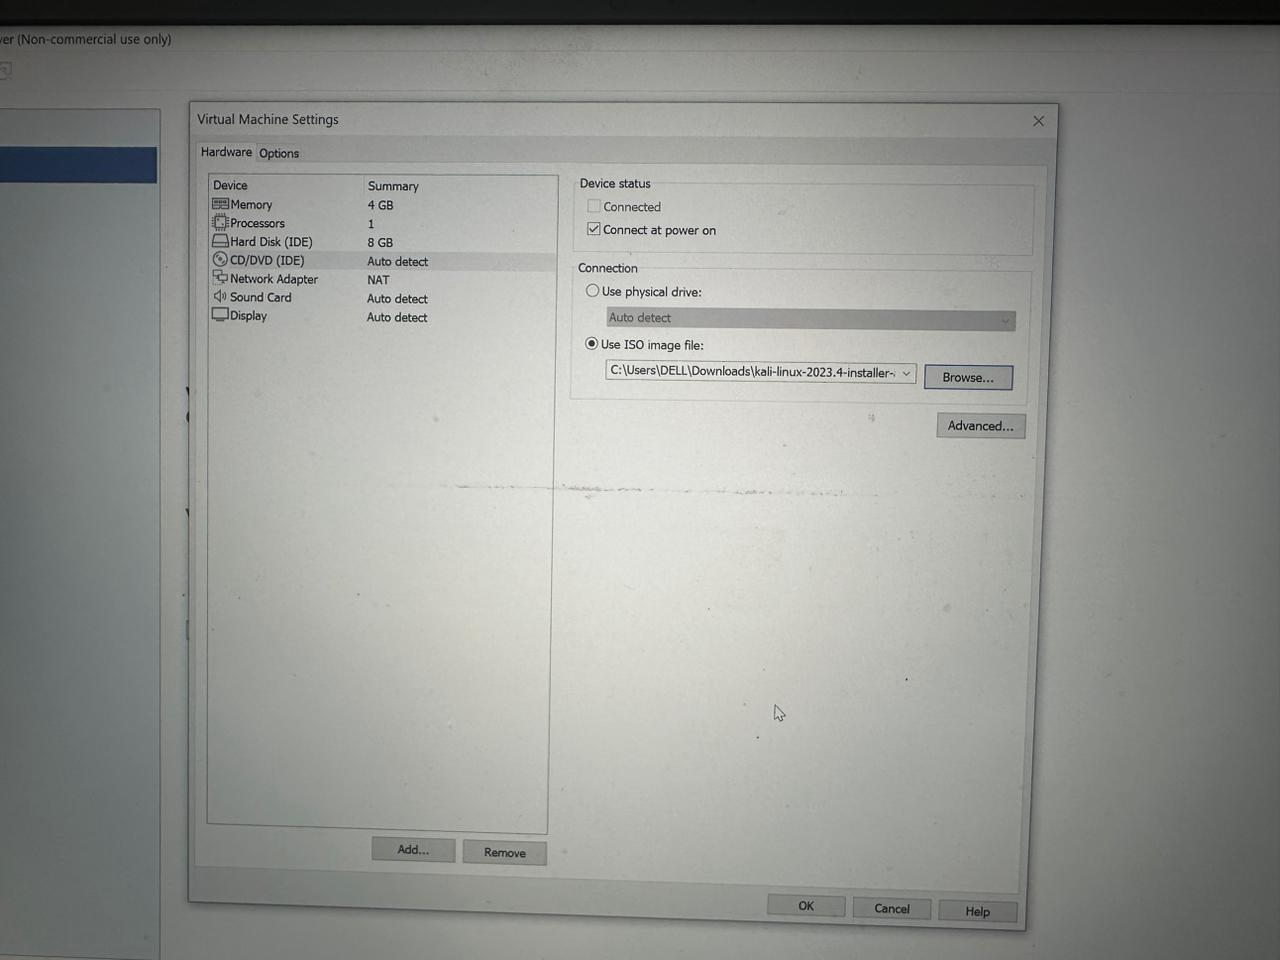 (Non-commercial use only)
Virtual Machine Settings
Hardware Options
Device Summary
Memory 4 GB
Processors 1
Hard Disk (IDE) 8 GB
CD/DVD (IDE) Auto detect
Network Adapter NAT
Sound Card Auto detect
Display Auto detect
Add... Remove
Device status
Connected
Connect at power on
Connection
Use physical drive:
Auto detect
Use ISO image file:
C:\Users\DELL\Downloads\kali-linux-2023.4-installer- Browse...
Advanced...
OK Cancel Help